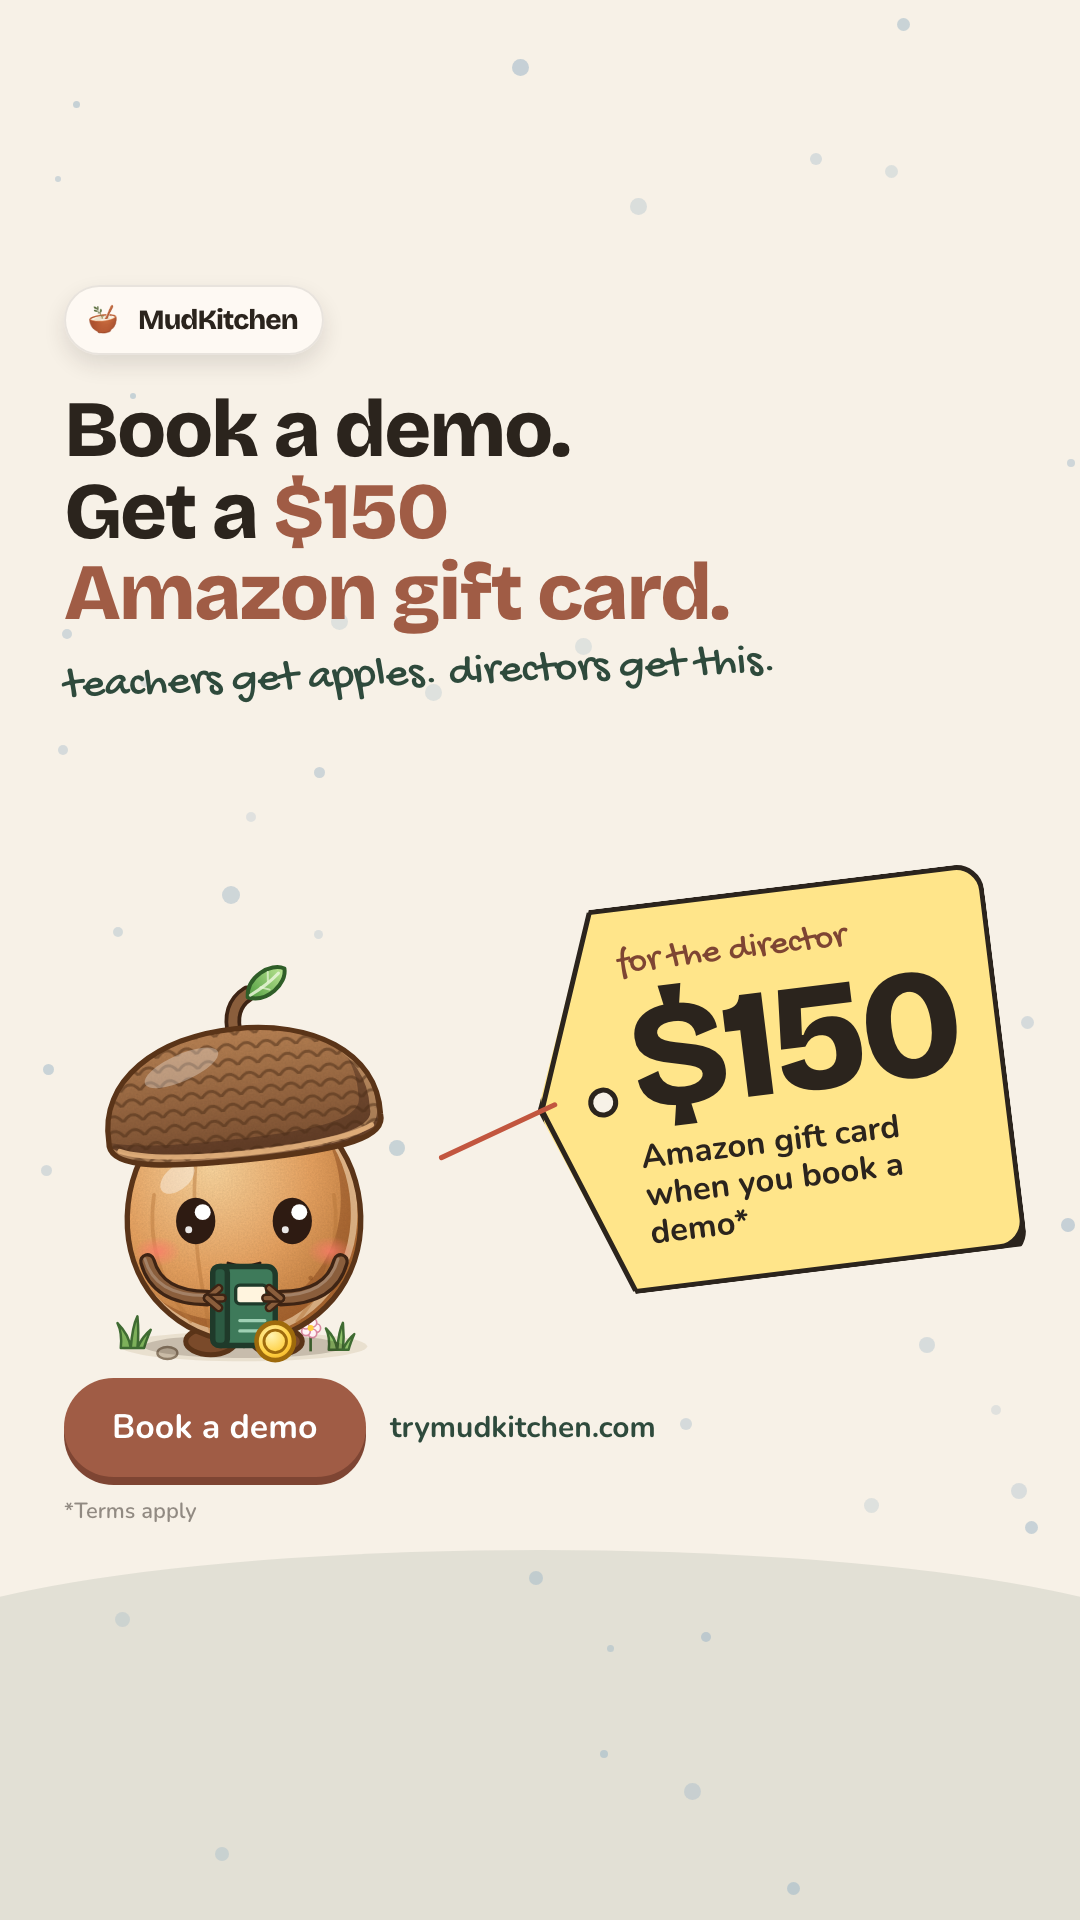 MudKitchen
Book a demo.
Get a $150
Amazon gift card.
teachers get apples. directors get this.
for the director
$150
Amazon gift card
when you book a
demo*
Book a demo
trymudkitchen.com
*Terms apply